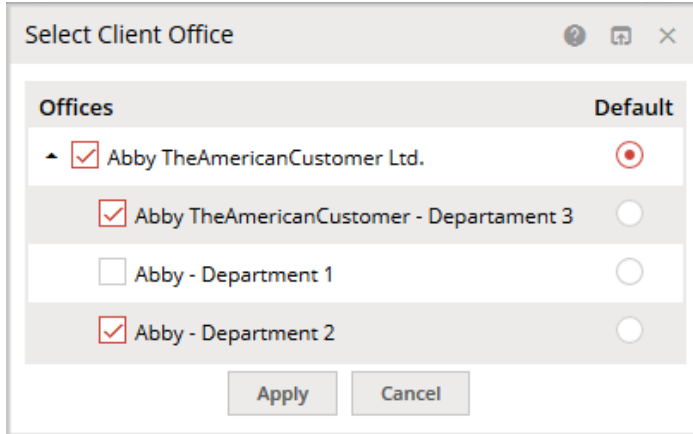 Select Client Office
Offices Default
Abby TheAmericanCustomer Ltd.
Abby TheAmericanCustomer - Departament 3
Abby - Department 1
Abby - Department 2
Apply Cancel